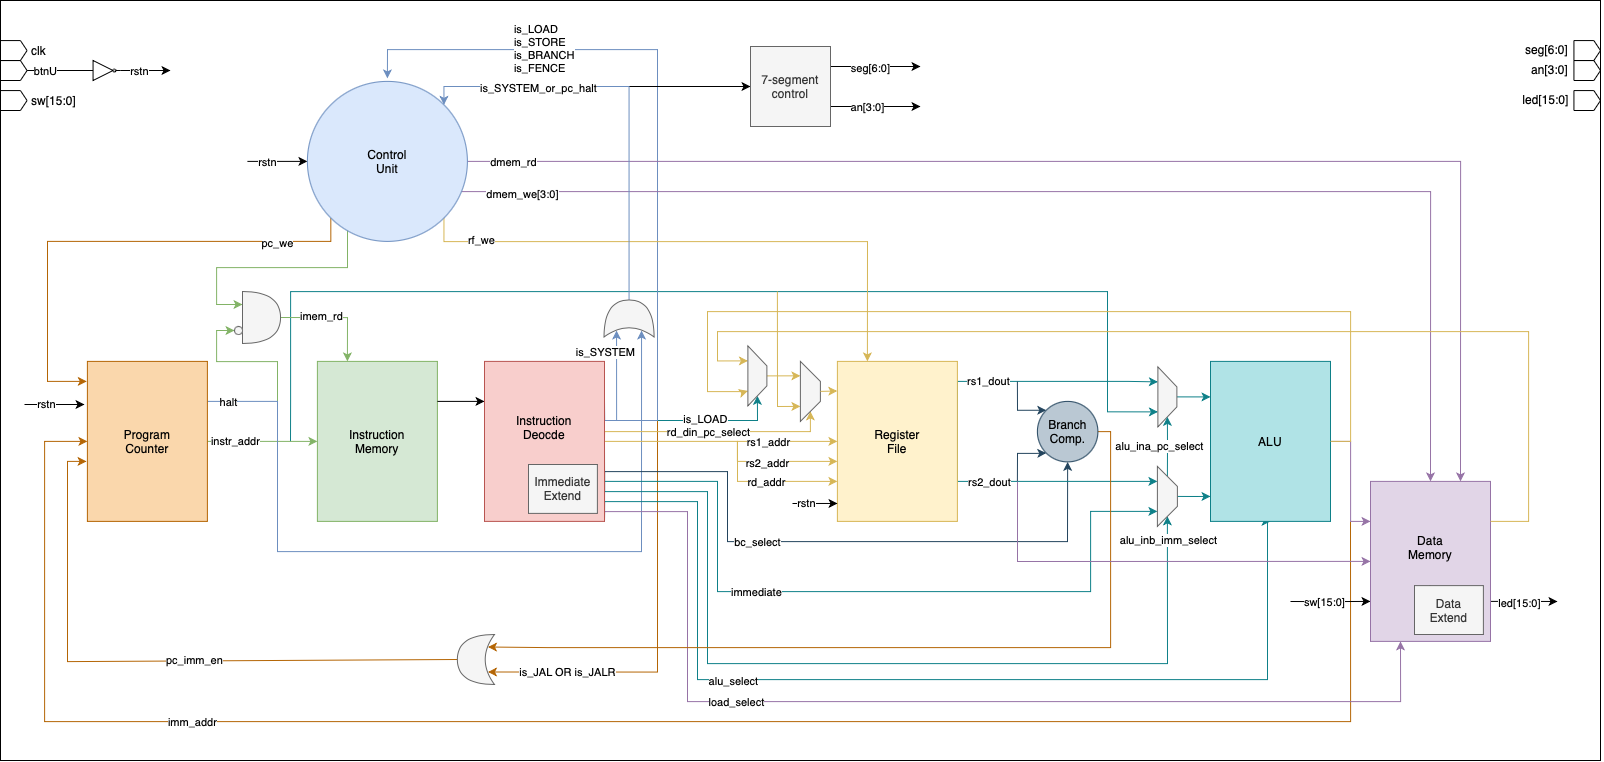 is_LOAD
is_STORE
is_BRANCH
is_FENCE
clk
btnU
rstn
sw[15:0]
is_SYSTEM_or_pc_halt
7-segment
control
seg[6:0]
an[3:0]
seg[6:0]
an[3:0]
led[15:0]
Control
Unit
rstn
dmem_rd
dmem_we[3:0]
pc_we
rf_we
imem_rd
is_SYSTEM
rstn
halt
instr_addr
Program
Counter
Instruction
Memory
Instruction
Deocde
Immediate
Extend
is_LOAD
rd_din_pc_select
rs1_addr
rs2_addr
rd_addr
rstn
Register
File
rs1_dout
rs2_dout
Branch
Comp.
alu_ina_pc_select
alu_inb_imm_select
ALU
bc_select
immediate
Data
Memory
Data
Extend
sw[15:0]
led[15:0]
pc_imm_en
is_JAL OR is_JALR
alu_select
load_select
imm_addr